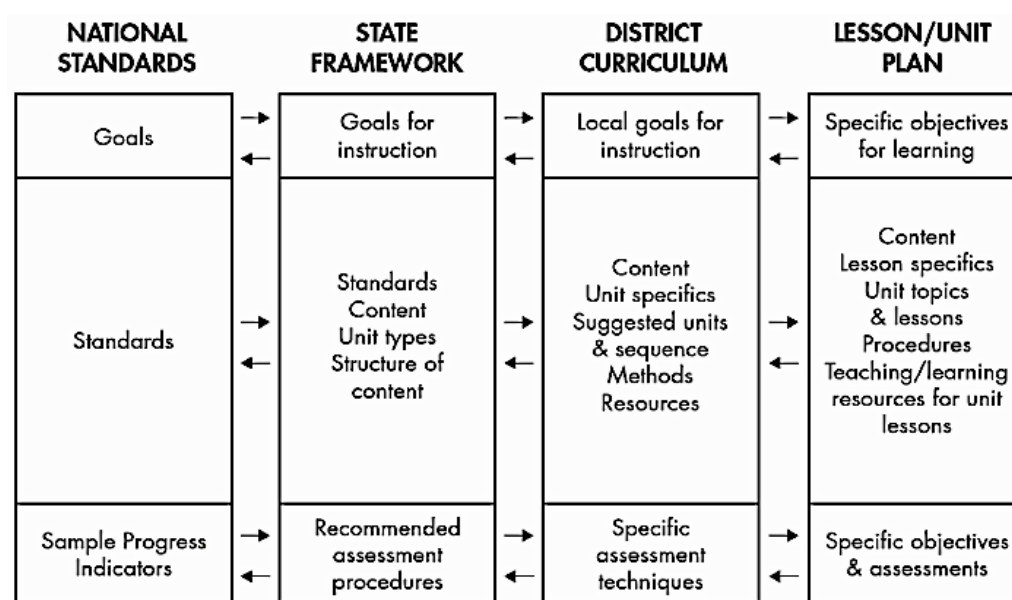 NATIONAL
STANDARDS
STATE
FRAMEWORK
DISTRICT
CURRICULUM
LESSON/UNIT
PLAN
Goals
Goals for
instruction
Local goals for
instruction
Specific objectives
for learning
Standards
Standards
Content
Unit types
Structure of
content
Content
Unit specifics
Suggested units
& sequence
Methods
Resources
Content
Lesson specifics
Unit topics
& lessons
Procedures
Teaching/learning
resources for unit
lessons
Sample Progress
Indicators
Recommended
assessment
procedures
Specific
assessment
techniques
Specific objectives
& assessments